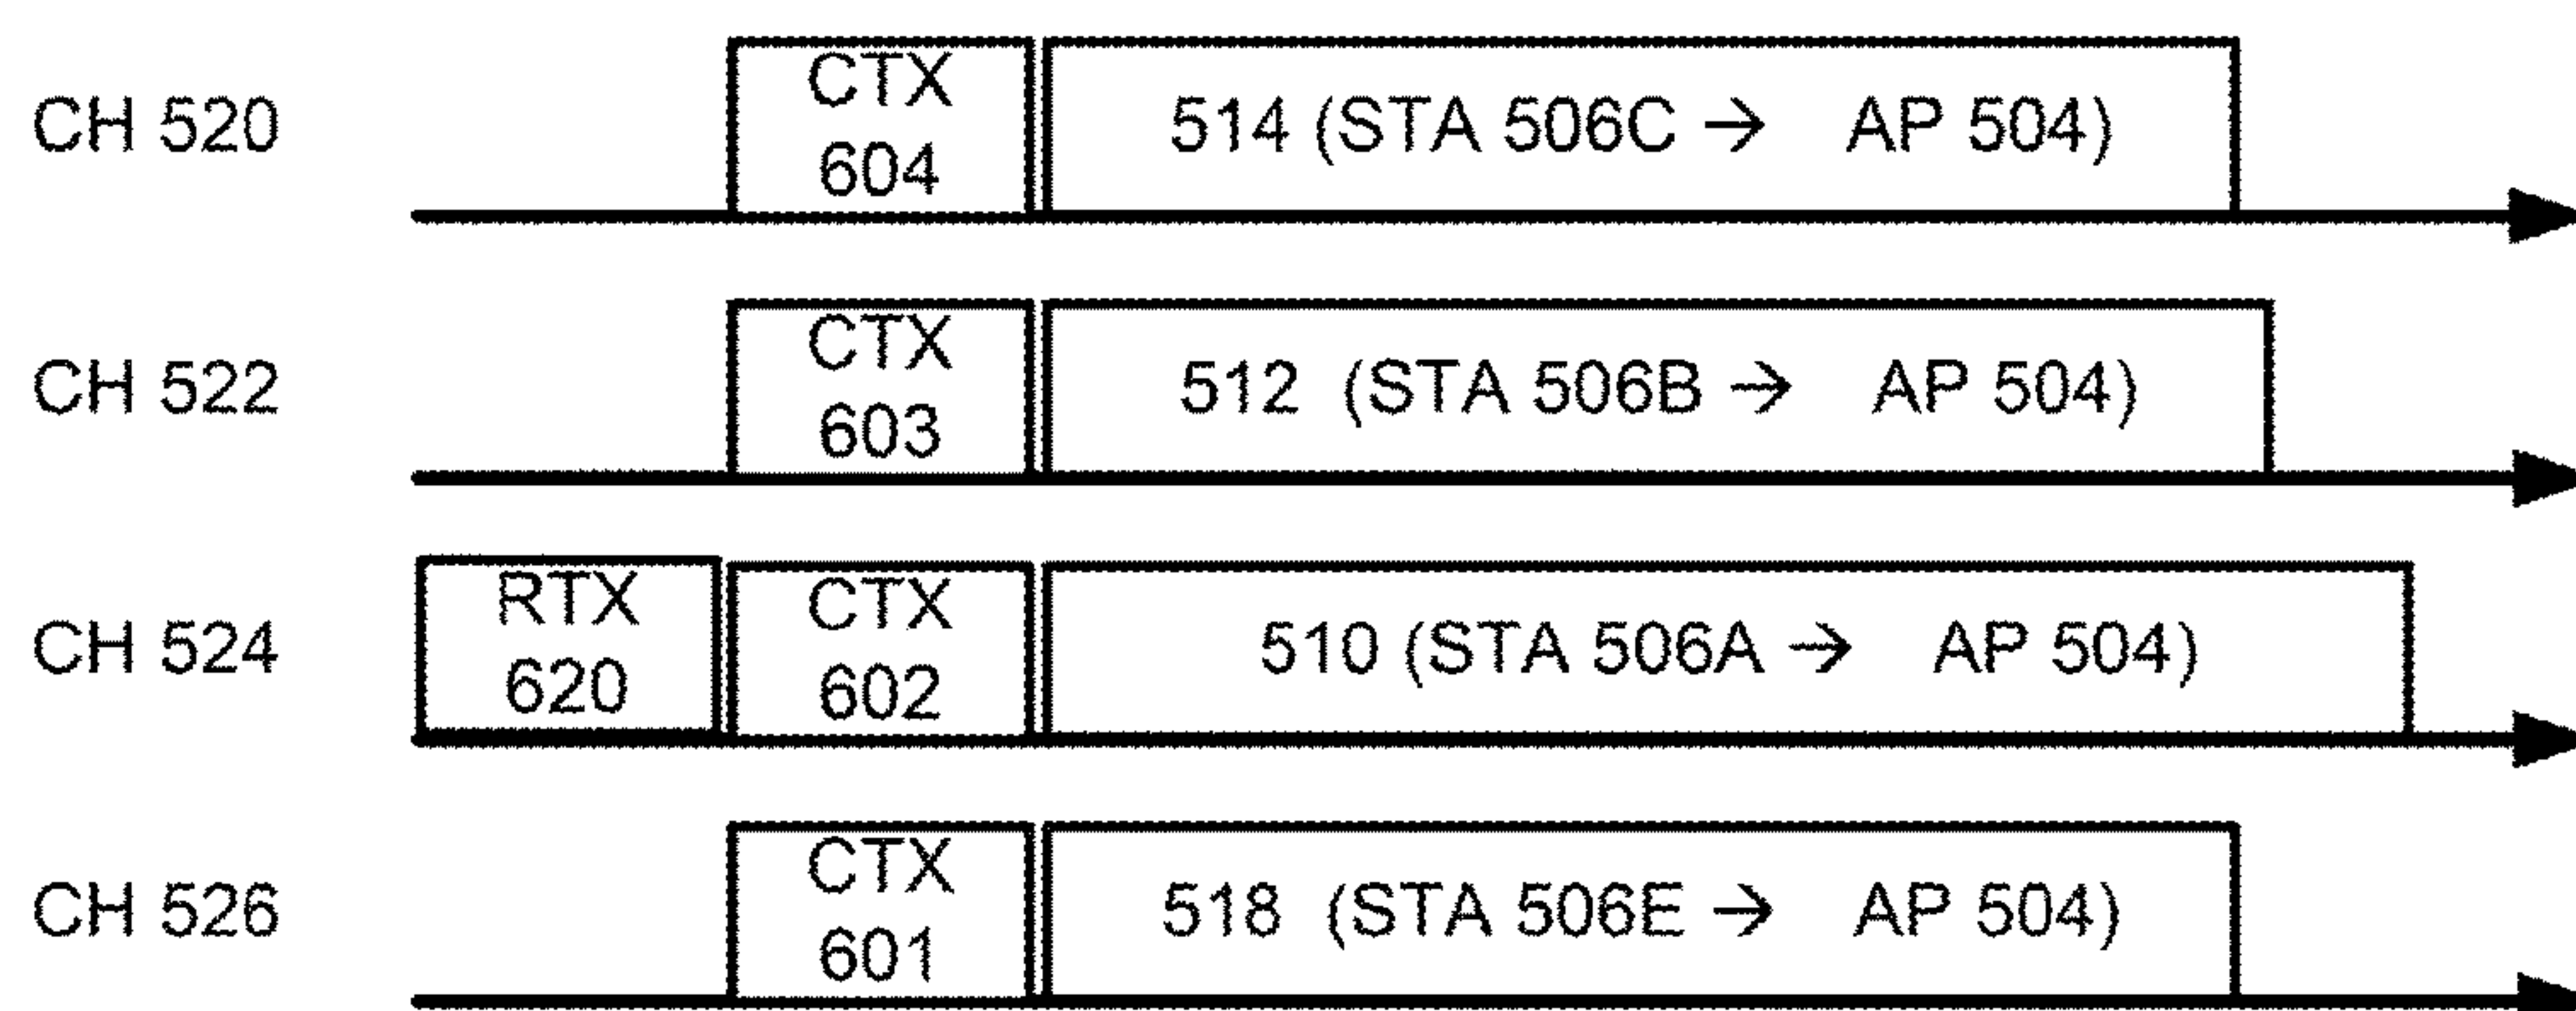 CH 520
CTX
604
514 (STA 506C → AP 504)
CH 522
CTX
603
512 (STA 506B → AP 504)
CH 524
RTX
620
CTX
602
510 (STA 506A → AP 504)
CH 526
CTX
601
518 (STA 506E → AP 504)